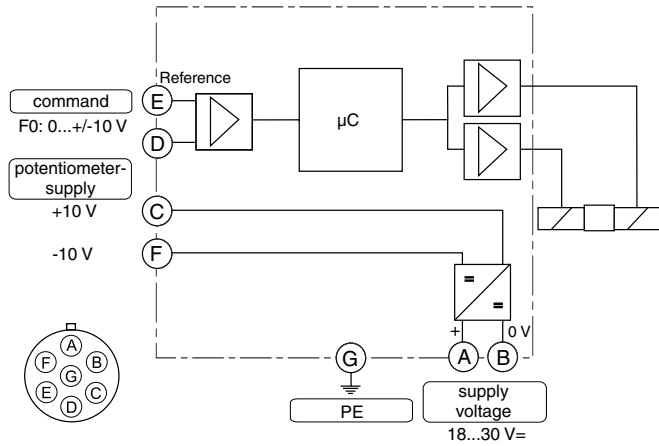 Reference
E
command
F0: 0...+/-10 V
D
µC
potentiometer-
supply
+10 V
C
-10 V
F
=
=
+
0 V
A
B
G
PE
supply
voltage
18...30 V=
A
F
B
G
E
C
D